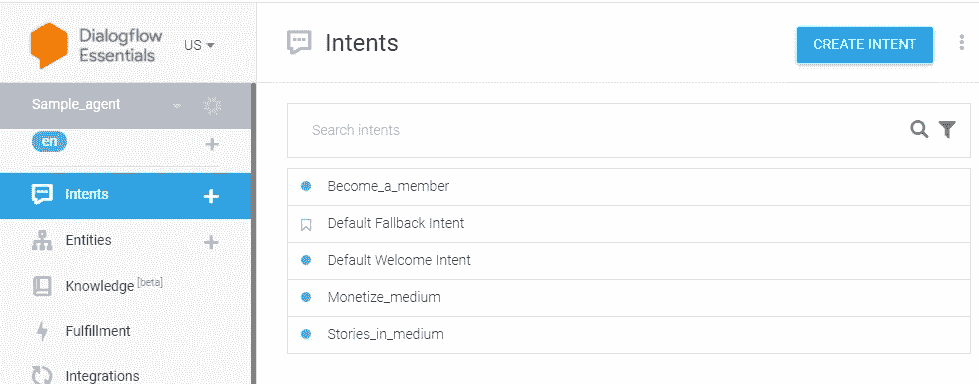 Dialogflow
Essentials
US
Sample_agent
en
Intents
Entities
Knowledge [beta]
Fulfillment
Integrations
Intents
CREATE INTENT
Search intents
Become_a_member
Default Fallback Intent
Default Welcome Intent
Monetize_medium
Stories_in_medium